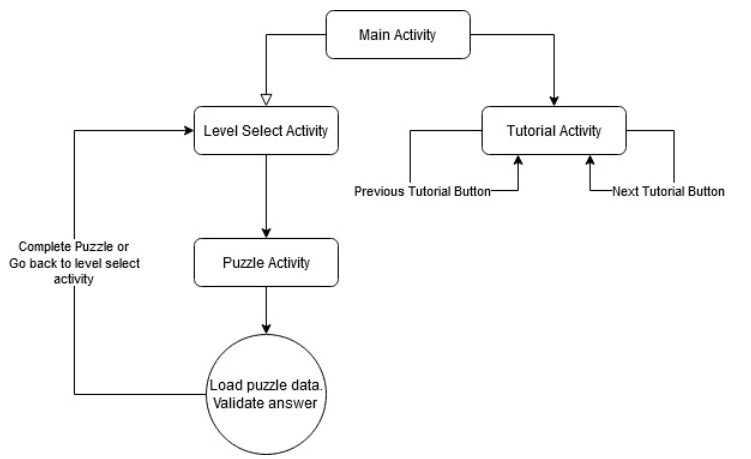 Main Activity
Level Select Activity
Tutorial Activity
Previous Tutorial Button
Next Tutorial Button
Complete Puzzle or
Go back to level select
activity
Puzzle Activity
Load puzzle data.
Validate answer